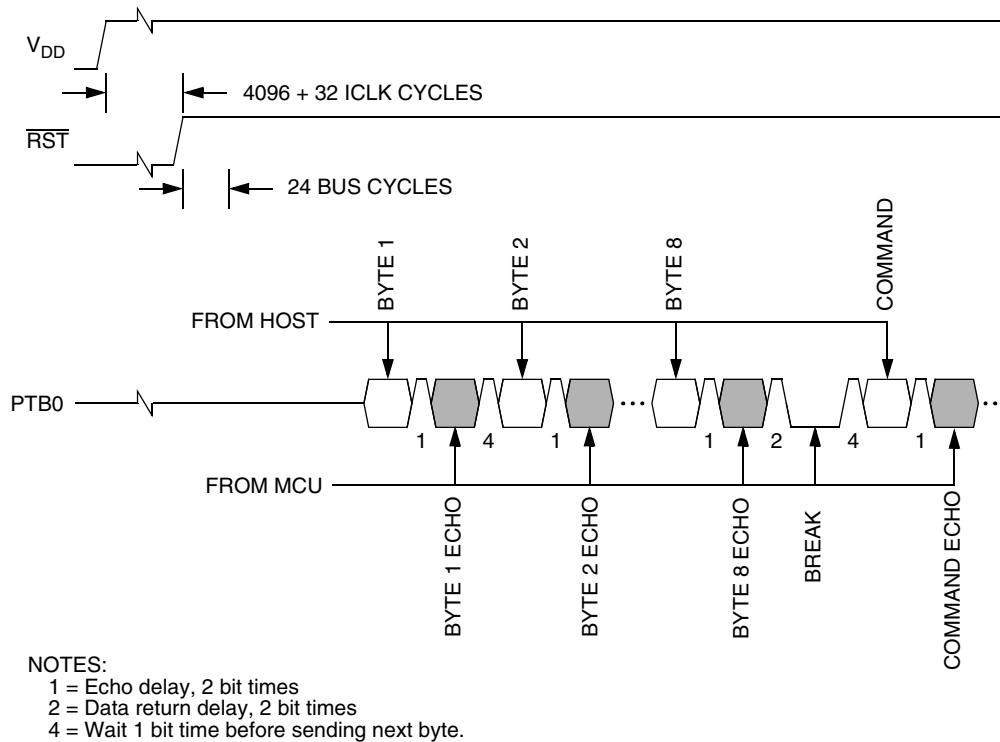 VDD
4096 + 32 ICLK CYCLES
RST
24 BUS CYCLES
BYTE 1
BYTE 2
BYTE 8
COMMAND
FROM HOST
PTB0
1
4
1
1
2
4
1
FROM MCU
BYTE 1 ECHO
BYTE 2 ECHO
BYTE 8 ECHO
BREAK
COMMAND ECHO
NOTES:
1 = Echo delay, 2 bit times
2 = Data return delay, 2 bit times
4 = Wait 1 bit time before sending next byte.